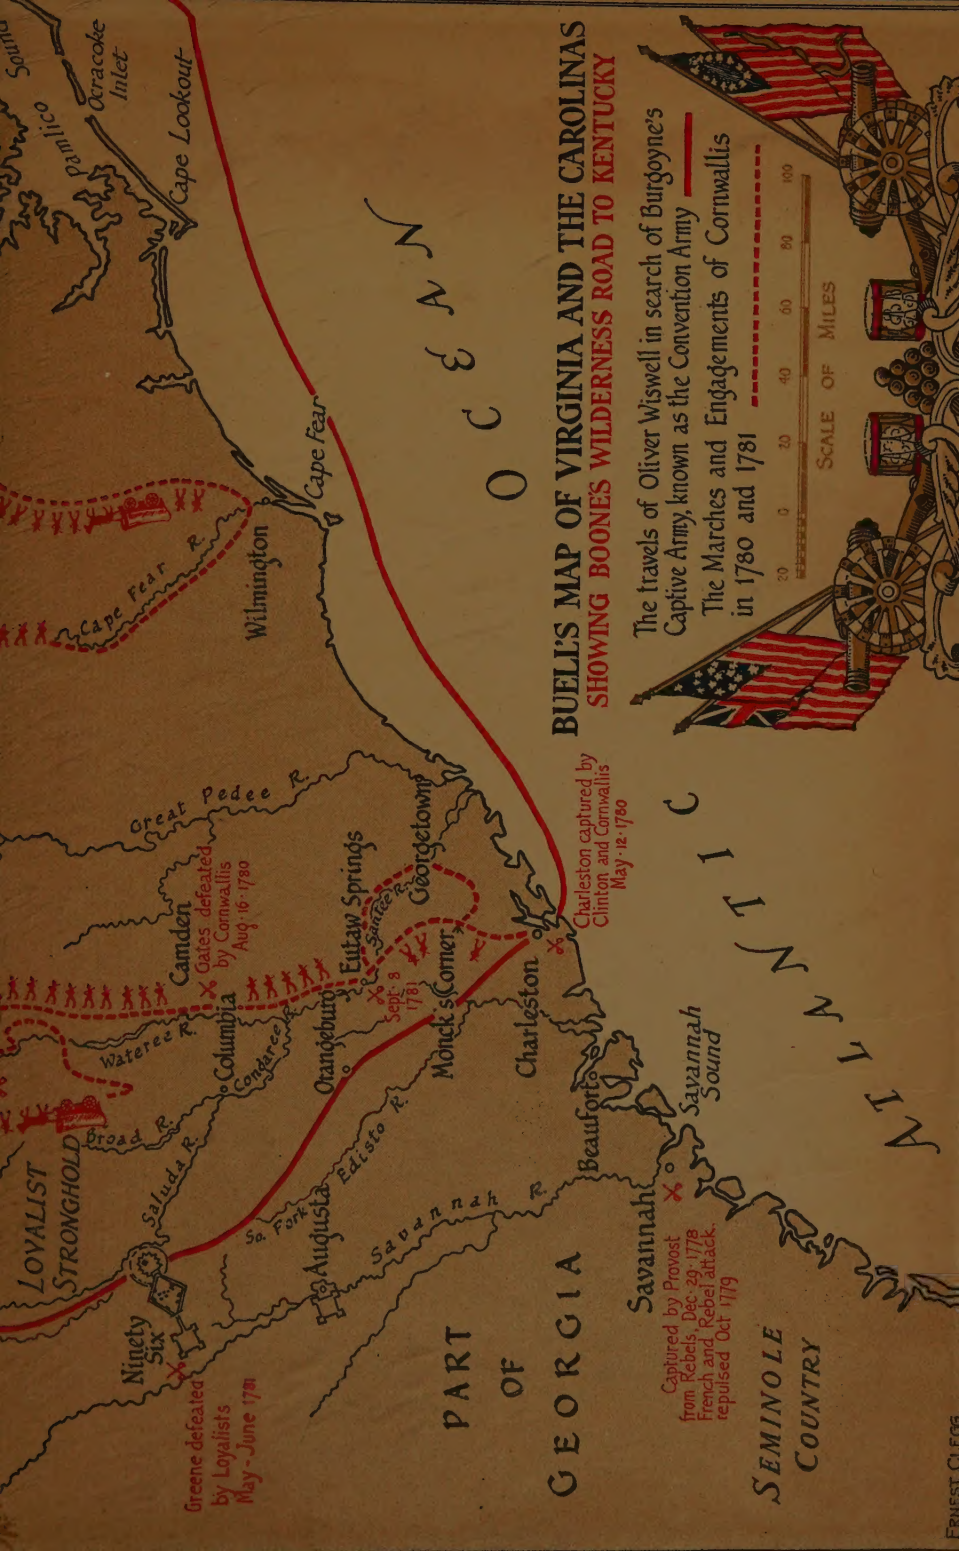 BUELL'S MAP OF VIRGINIA AND THE CAROLINAS
SHOWING BOONE'S WILDERNESS ROAD TO KENTUCKY
The travels of Oliver Wiswell in search of Burgoyne's
Captive Army, known as the Convention Army
The Marches and Engagements of Cornwallis
in 1780 and 1781
20 0 20 40 60 80 100
SCALE OF MILES
Pamlico Sound
Ocracoke
Inlet
Cape Lookout
Cape Fear
Cape Fear R.
Wilmington
Great Pedee R.
Camden
Gates defeated
by Cornwallis
Aug · 16 · 1780
Georgetown
Santee R.
Eutaw Springs
Sept · 8
1781
Monck's Corner
Charleston
Charleston captured by
Clinton and Cornwallis
May · 12 · 1780
Wateree R.
Columbia
Congaree R.
Orangeburg
Broad R.
Saluda R.
LOYALIST
STRONGHOLD
Ninety
Six
Greene defeated
by Loyalists
May - June 1781
So. Fork
Edisto R.
Augusta
Savannah R.
Beaufort
Savannah
Sound
Savannah
Captured by Provost
from Rebels, Dec · 29 · 1778
French and Rebel attack
repulsed Oct 1779
PART
OF
GEORGIA
SEMINOLE
COUNTRY
ATLANTIC
OCEAN
ERNEST CLEGG